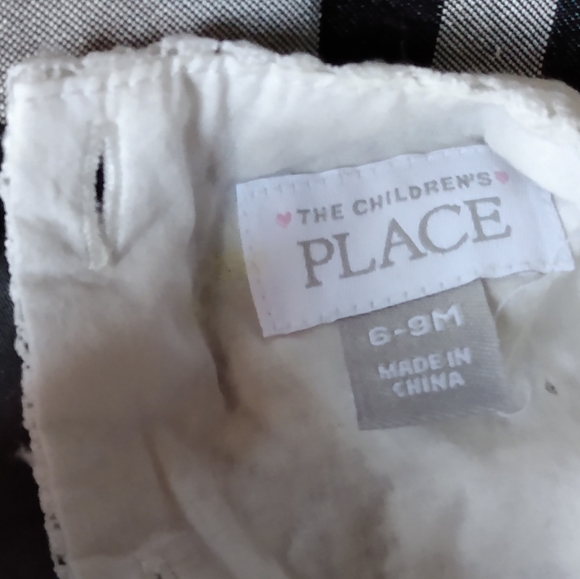 THE CHILDREN'S
PLACE
6-9M
MADE IN
CHINA